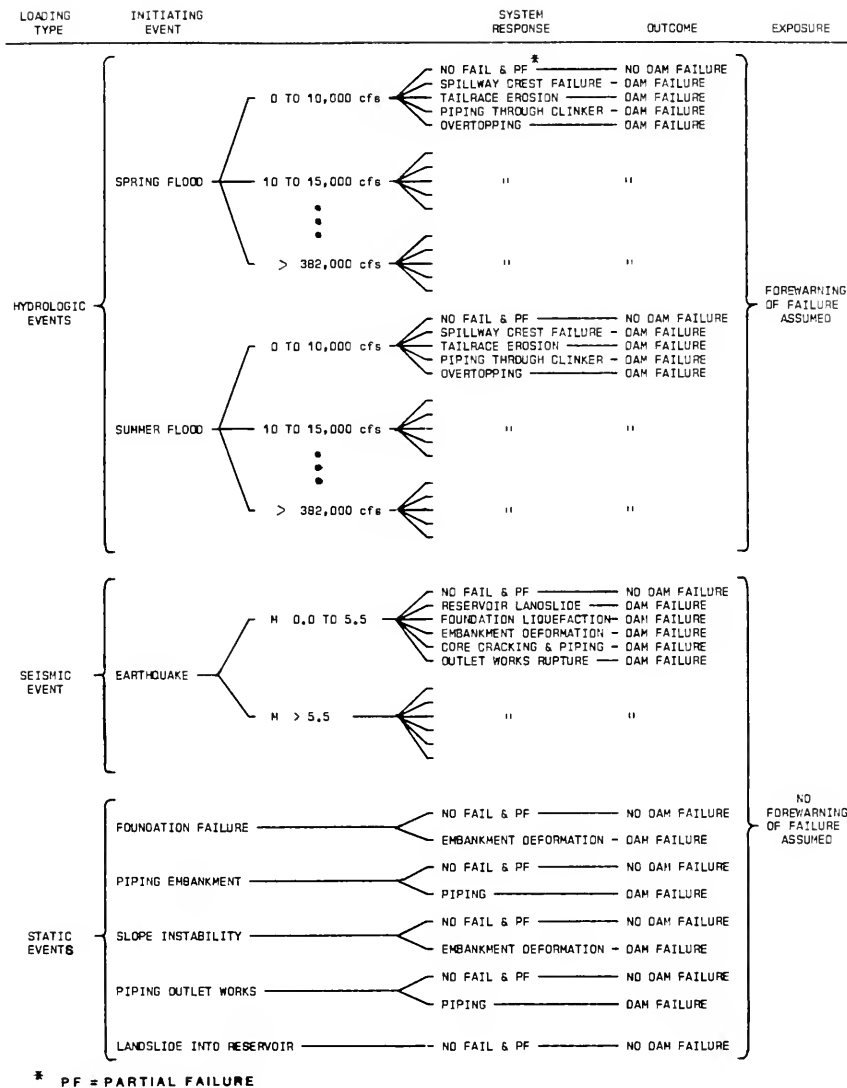 LOADING TYPE INITIATING EVENT SYSTEM RESPONSE OUTCOME EXPOSURE
*
NO FAIL & PF NO DAM FAILURE
SPILLWAY CREST FAILURE - DAM FAILURE
0 TO 10,000 cfs TAILRACE EROSION DAM FAILURE
PIPING THROUGH CLINKER - DAM FAILURE
OVERTOPPING DAM FAILURE
SPRING FLOOD 10 TO 15,000 cfs " "
> 382,000 cfs " "
HYDROLOGIC EVENTS FOREWARNING OF FAILURE ASSUMED
NO FAIL & PF NO DAM FAILURE
SPILLWAY CREST FAILURE - DAM FAILURE
0 TO 10,000 cfs TAILRACE EROSION DAM FAILURE
PIPING THROUGH CLINKER - DAM FAILURE
OVERTOPPING DAM FAILURE
SUMMER FLOOD 10 TO 15,000 cfs " "
> 382,000 cfs " "
NO FAIL & PF NO DAM FAILURE
RESERVOIR LANDSLIDE DAM FAILURE
M 0.0 TO 5.5 FOUNDATION LIQUEFACTION- DAM FAILURE
EMBANKMENT DEFORMATION - DAM FAILURE
CORE CRACKING & PIPING - DAM FAILURE
OUTLET WORKS RUPTURE DAM FAILURE
SEISMIC EVENT EARTHQUAKE
M > 5.5 " "
NO FOREWARNING OF FAILURE ASSUMED
NO FAIL & PF NO DAM FAILURE
FOUNDATION FAILURE
EMBANKMENT DEFORMATION - DAM FAILURE
NO FAIL & PF NO DAM FAILURE
PIPING EMBANKMENT
PIPING DAM FAILURE
NO FAIL & PF NO DAM FAILURE
STATIC EVENTS SLOPE INSTABILITY
EMBANKMENT DEFORMATION - DAM FAILURE
NO FAIL & PF NO DAM FAILURE
PIPING OUTLET WORKS
PIPING DAM FAILURE
LANDSLIDE INTO RESERVOIR - NO FAIL & PF NO DAM FAILURE
* PF = PARTIAL FAILURE